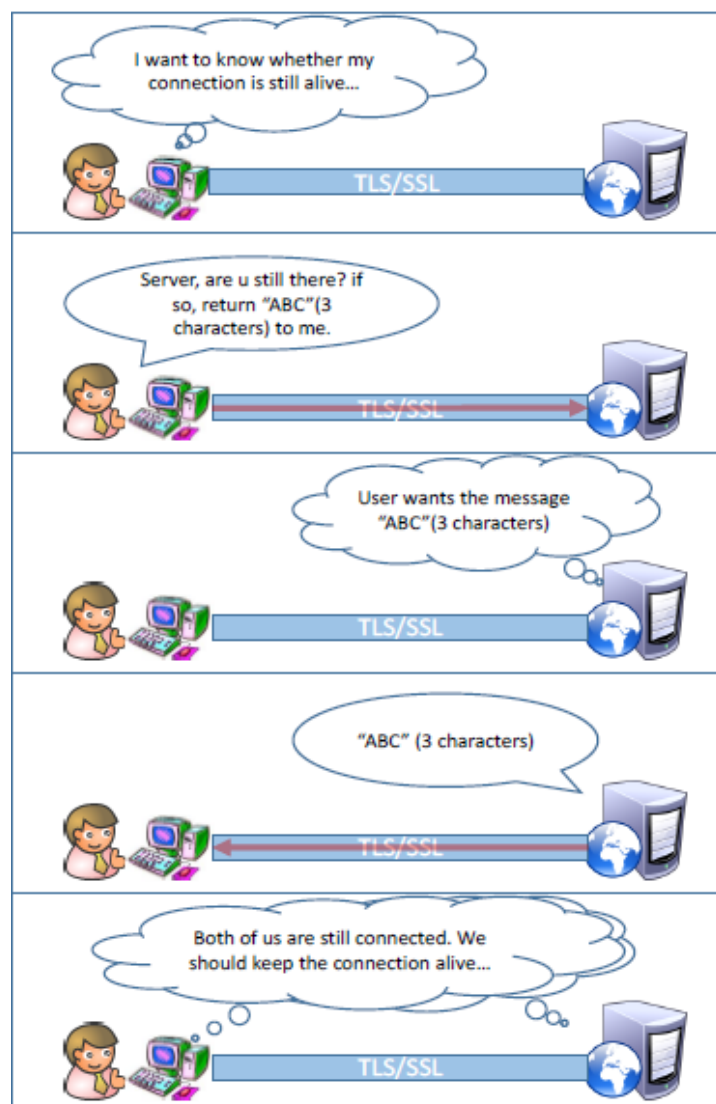 I want to know whether my
connection is still alive…
TLS/SSL
Server, are u still there? if
so, return “ABC”(3
characters) to me.
TLS/SSL
User wants the message
“ABC”(3 characters)
TLS/SSL
“ABC” (3 characters)
TLS/SSL
Both of us are still connected. We
should keep the connection alive…
TLS/SSL